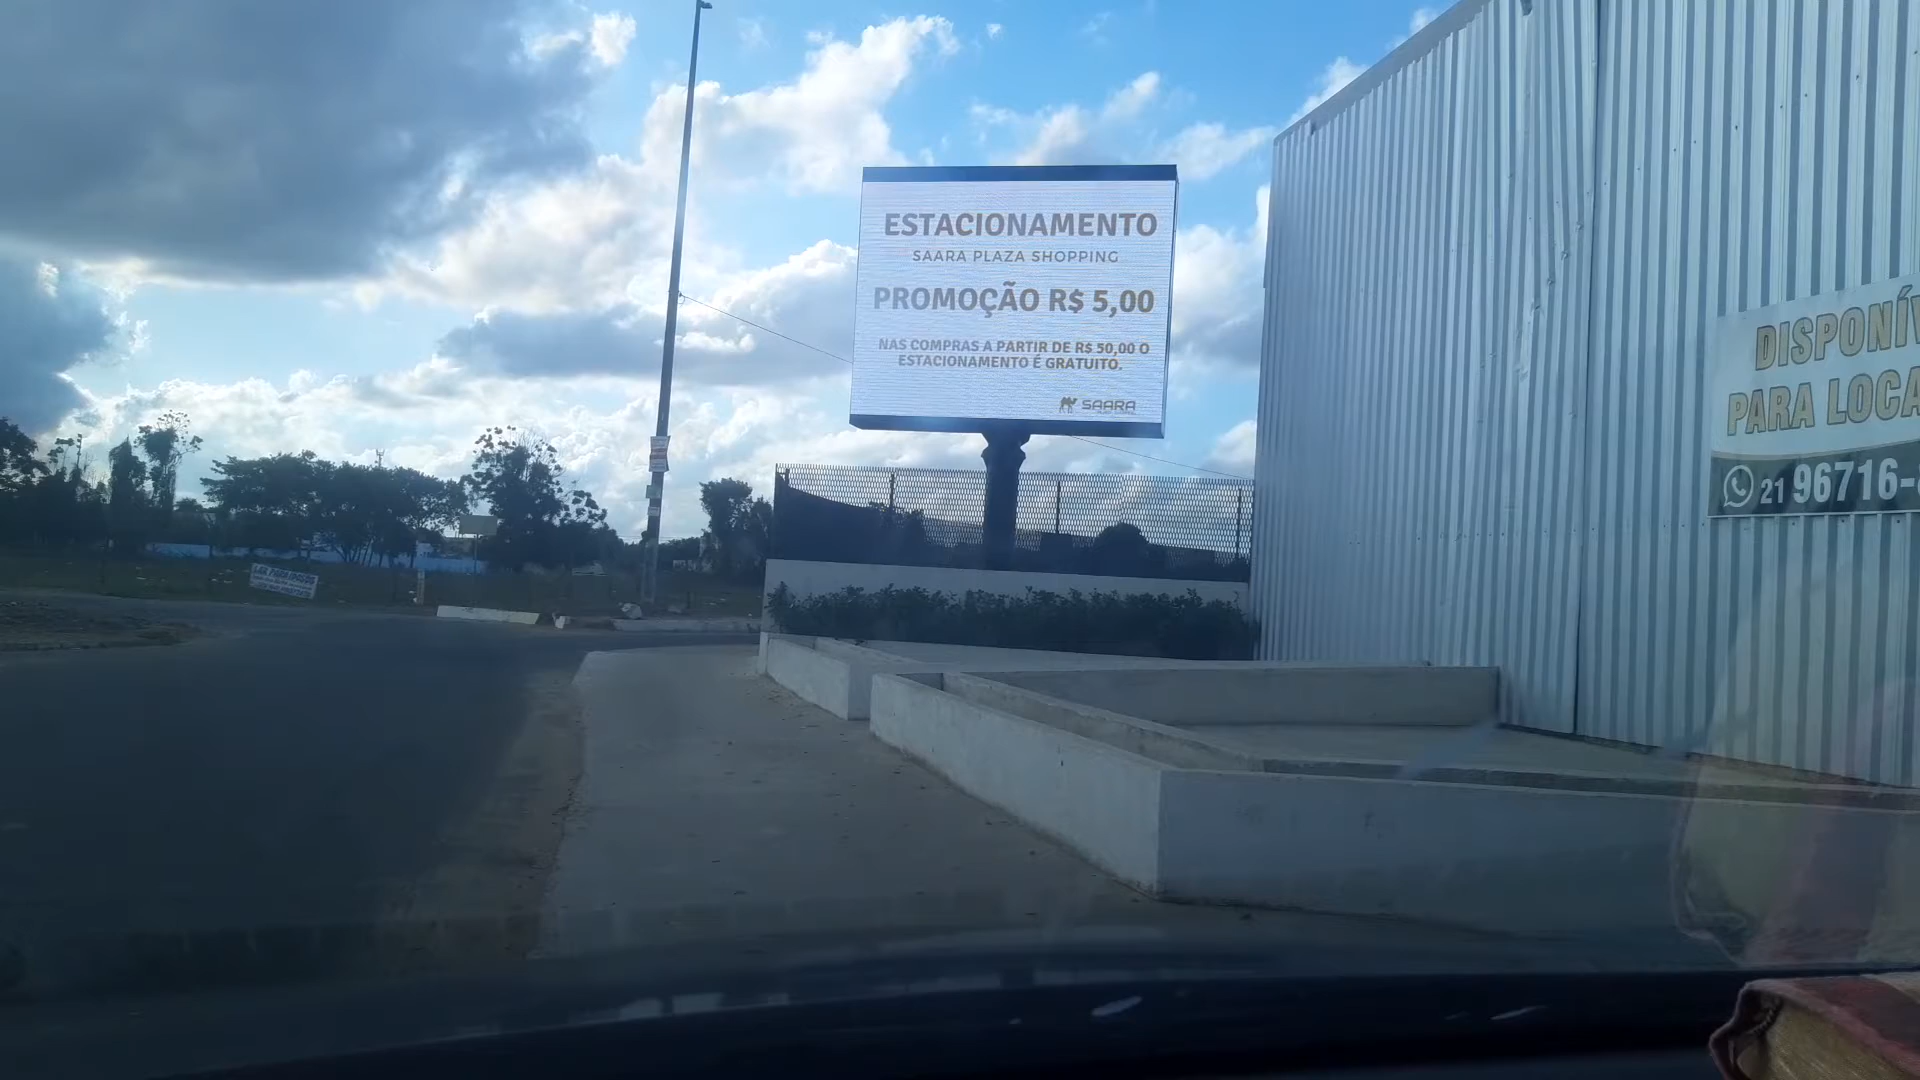 ESTACIONAMENTO
SAARA PLAZA SHOPPING
PROMOÇÃO R$ 5,00
NAS COMPRAS A PARTIR DE R$ 50,00 O
ESTACIONAMENTO É GRATUITO.
SAARA
DISPONÍV
PARA LOCA
21 96716-